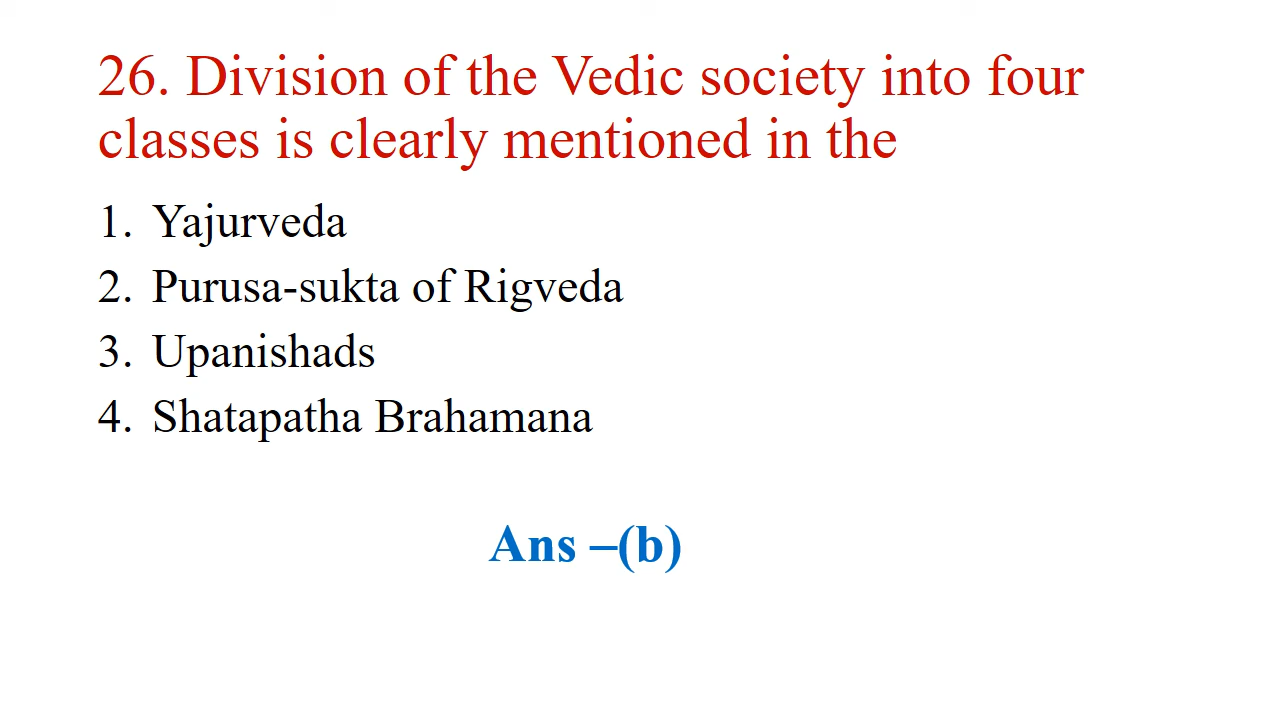 26. Division of the Vedic society into four
classes is clearly mentioned in the
1. Yajurveda
2. Purusa-sukta of Rigveda
3. Upanishads
4. Shatapatha Brahamana
Ans –(b)